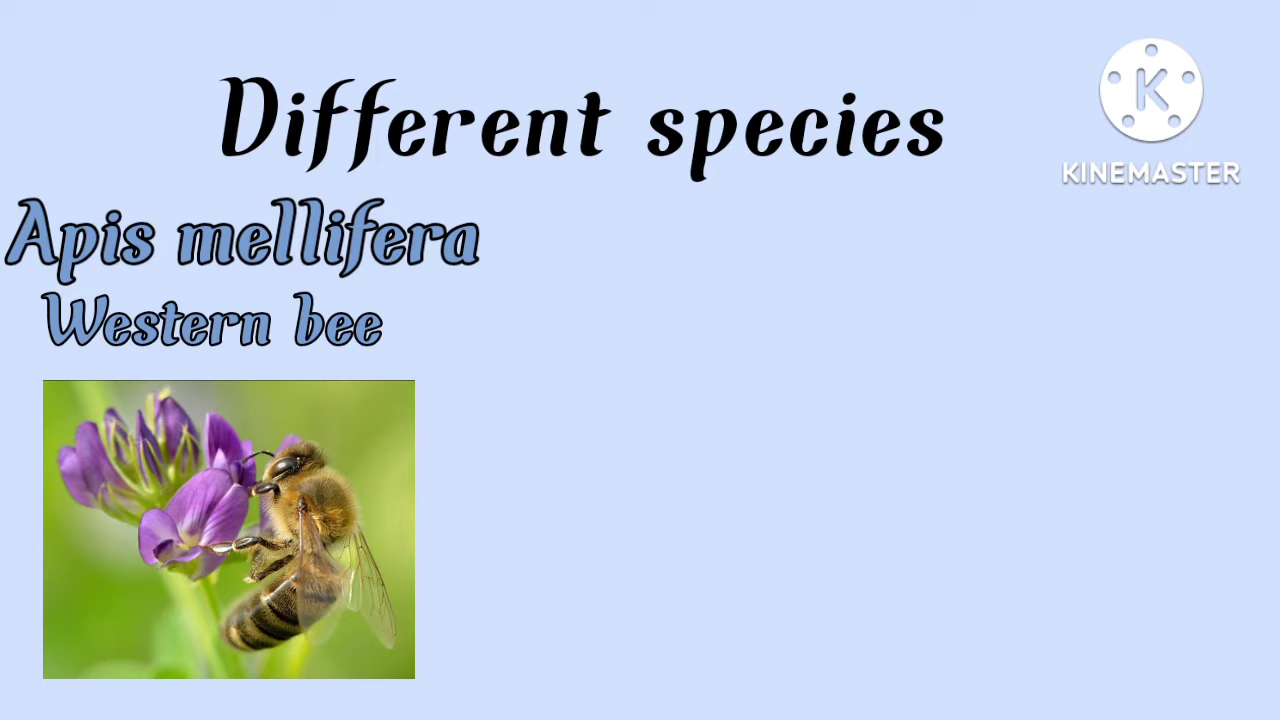 Different species
K
KINEMASTER
Apis mellifera
Western bee